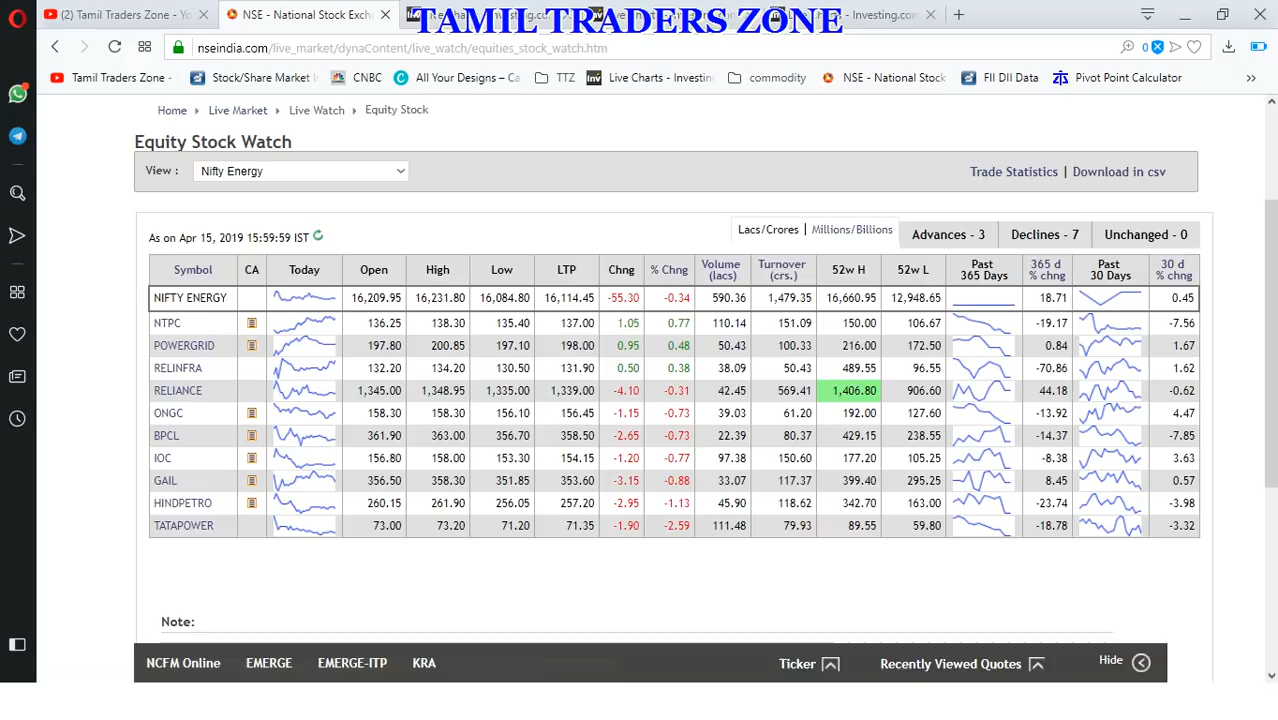 (2) Tamil Traders Zone - Yo
NSE - National Stock Excha
TAMIL TRADERS ZONE
Investing.com
nseindia.com/live_market/dynaContent/live_watch/equities_stock_watch.htm
0
Tamil Traders Zone -
Stock/Share Market
CNBC
All Your Designs – Ca
TTZ
Live Charts - Investin
commodity
NSE - National Stock
FII DII Data
Pivot Point Calculator
Home Live Market Live Watch Equity Stock
Equity Stock Watch
View : Nifty Energy Trade Statistics | Download in csv
As on Apr 15, 2019 15:59:59 IST Lacs/Crores | Millions/Billions Advances - 3 Declines - 7 Unchanged - 0
Symbol CA Today Open High Low LTP Chng % Chng Volume (lacs) Turnover (crs.) 52w H 52w L Past 365 Days 365 d % chng Past 30 Days 30 d % chng
NIFTY ENERGY 16,209.95 16,231.80 16,084.80 16,114.45 -55.30 -0.34 590.36 1,479.35 16,660.95 12,948.65 18.71 0.45
NTPC 136.25 138.30 135.40 137.00 1.05 0.77 110.14 151.09 150.00 106.67 -19.17 -7.56
POWERGRID 197.80 200.85 197.10 198.00 0.95 0.48 50.43 100.33 216.00 172.50 0.84 1.67
RELINFRA 132.20 134.20 130.50 131.90 0.50 0.38 38.09 50.43 489.55 96.55 -70.86 1.62
RELIANCE 1,345.00 1,348.95 1,335.00 1,339.00 -4.10 -0.31 42.45 569.41 1,406.80 906.60 44.18 -0.62
ONGC 158.30 158.30 156.10 156.45 -1.15 -0.73 39.03 61.20 192.00 127.60 -13.92 4.47
BPCL 361.90 363.00 356.70 358.50 -2.65 -0.73 22.39 80.37 429.15 238.55 -14.37 -7.85
IOC 156.80 158.00 153.30 154.15 -1.20 -0.77 97.38 150.60 177.20 105.25 -8.38 3.63
GAIL 356.50 358.30 351.85 353.60 -3.15 -0.88 33.07 117.37 399.40 295.25 8.45 0.57
HINDPETRO 260.15 261.90 256.05 257.20 -2.95 -1.13 45.90 118.62 342.70 163.00 -23.74 -3.98
TATAPOWER 73.00 73.20 71.20 71.35 -1.90 -2.59 111.48 79.93 89.55 59.80 -18.78 -3.32
Note:
NCFM Online EMERGE EMERGE-ITP KRA Ticker Recently Viewed Quotes Hide